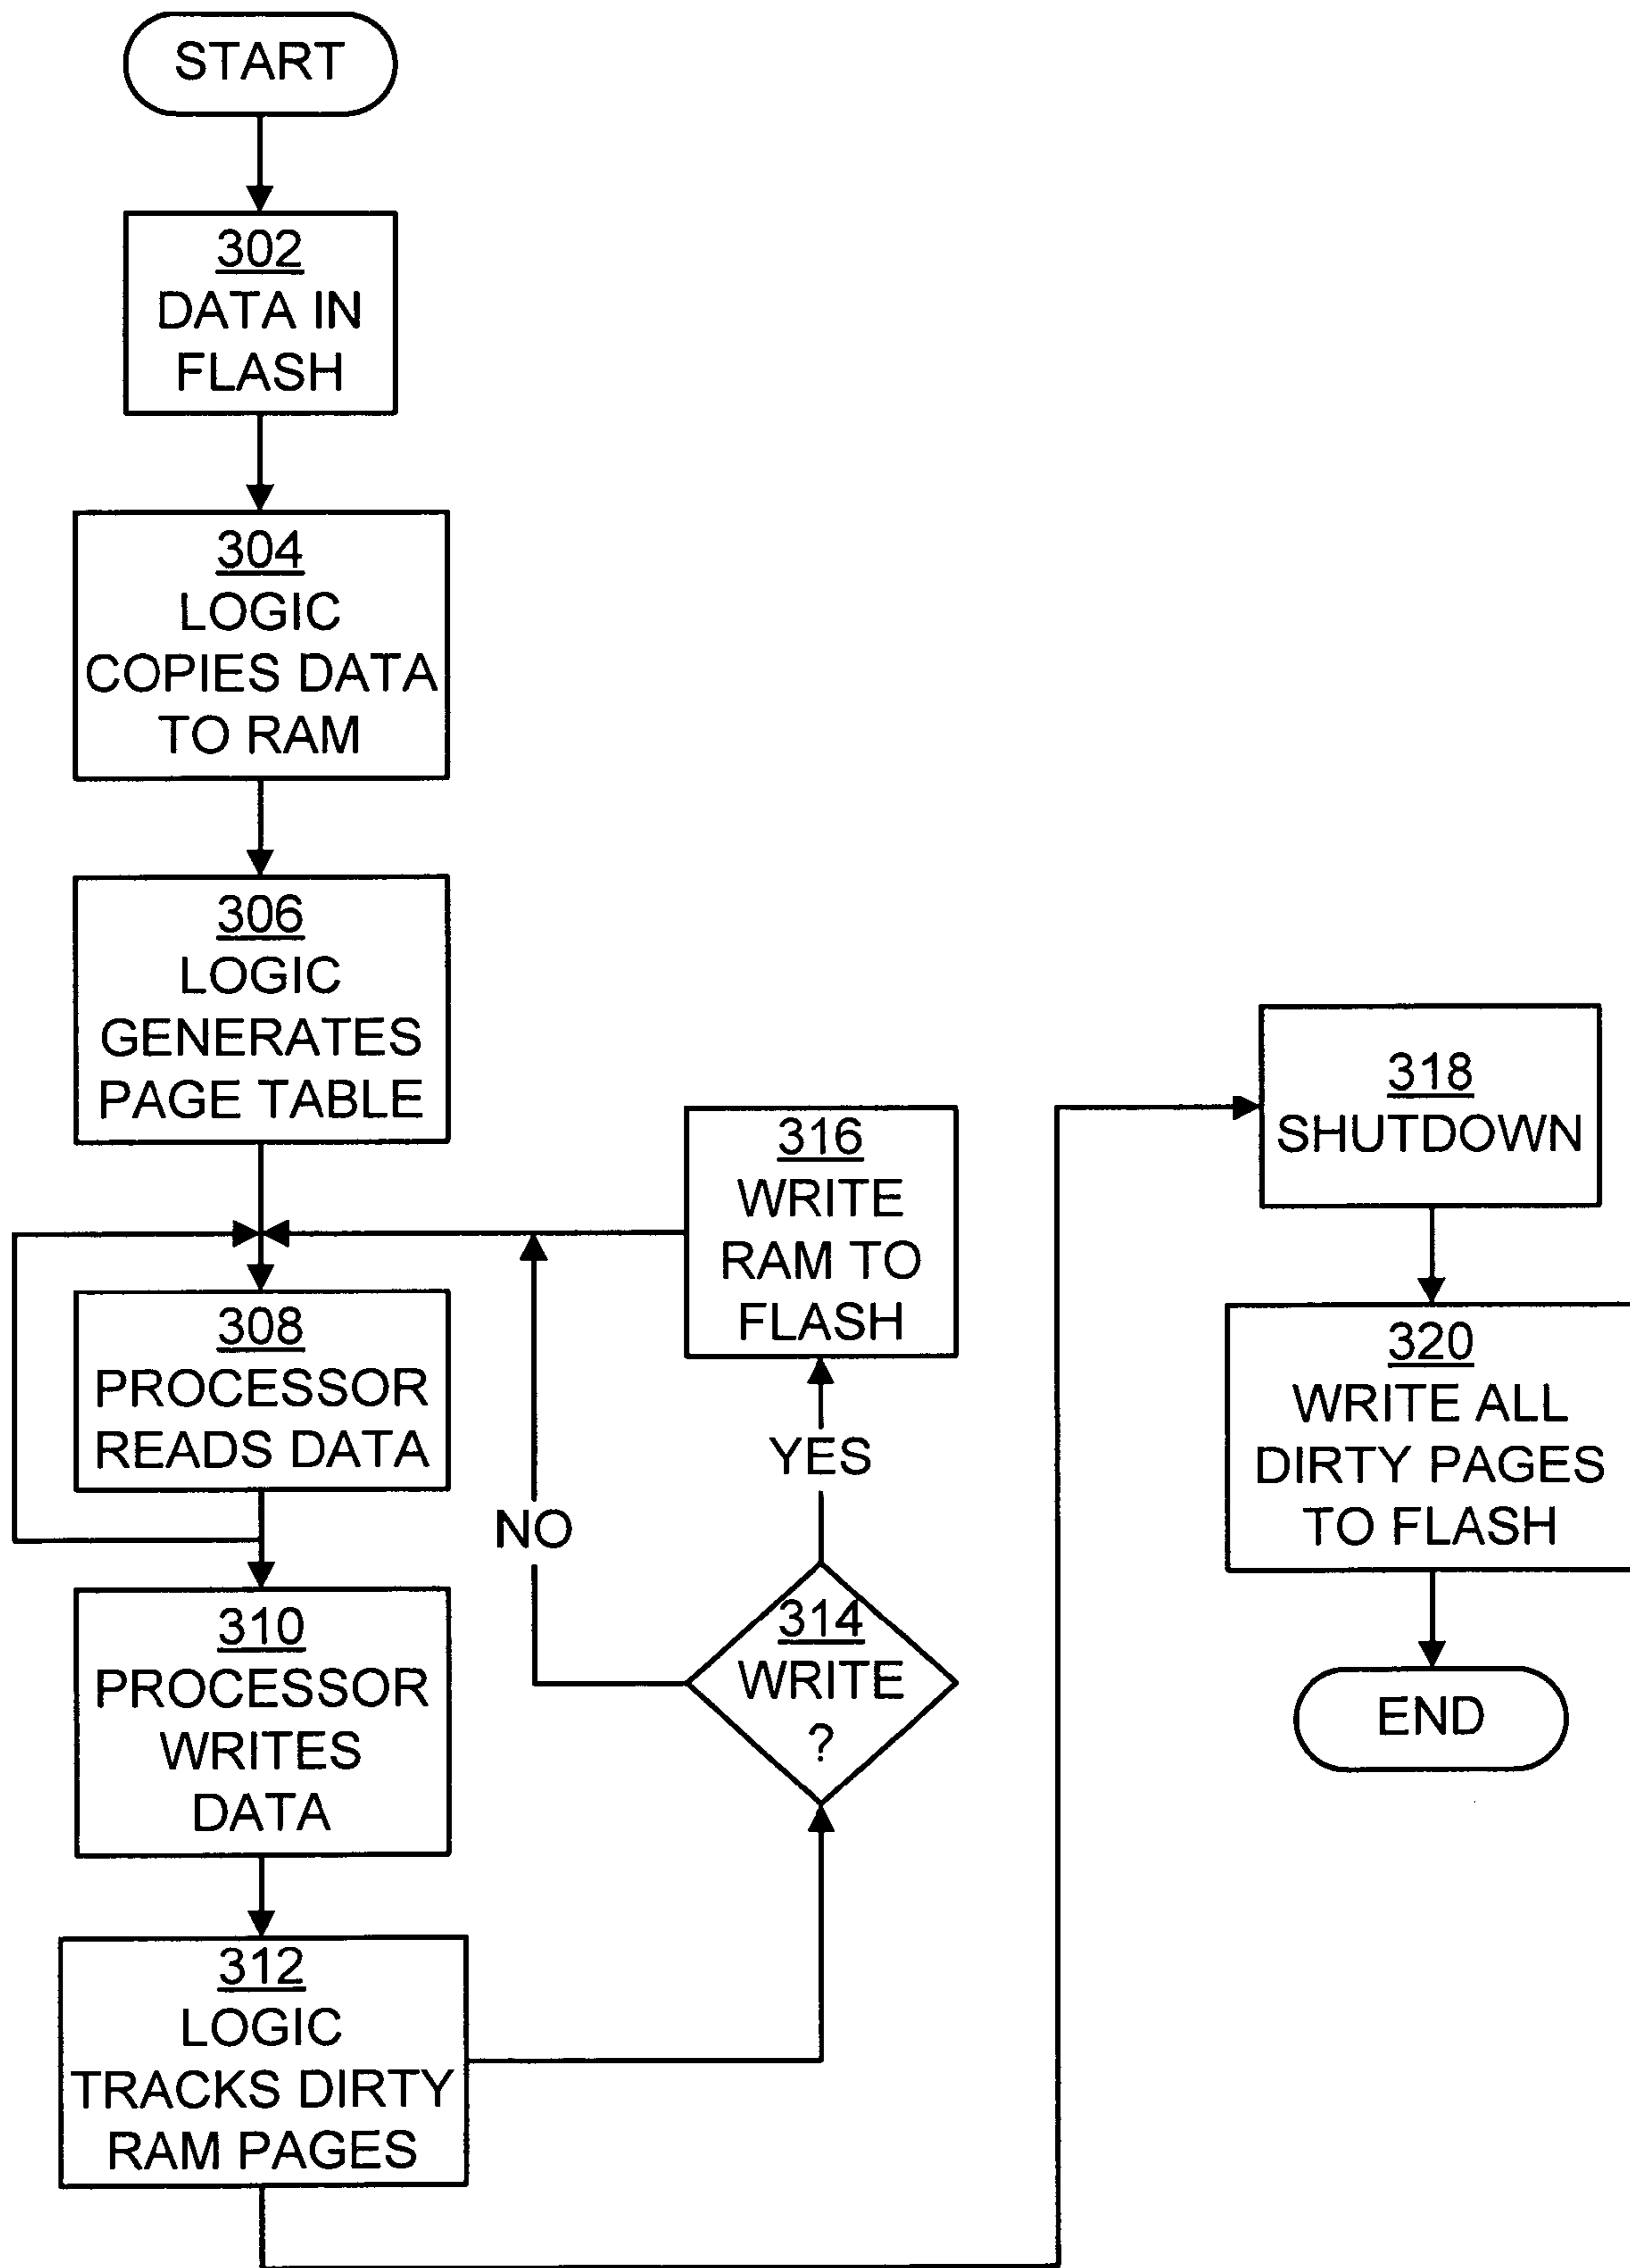 START
302
DATA IN
FLASH
304
LOGIC
COPIES DATA
TO RAM
306
LOGIC
GENERATES
PAGE TABLE
308
PROCESSOR
READS DATA
310
PROCESSOR
WRITES
DATA
312
LOGIC
TRACKS DIRTY
RAM PAGES
314
WRITE
?
NO
YES
316
WRITE
RAM TO
FLASH
318
SHUTDOWN
320
WRITE ALL
DIRTY PAGES
TO FLASH
END